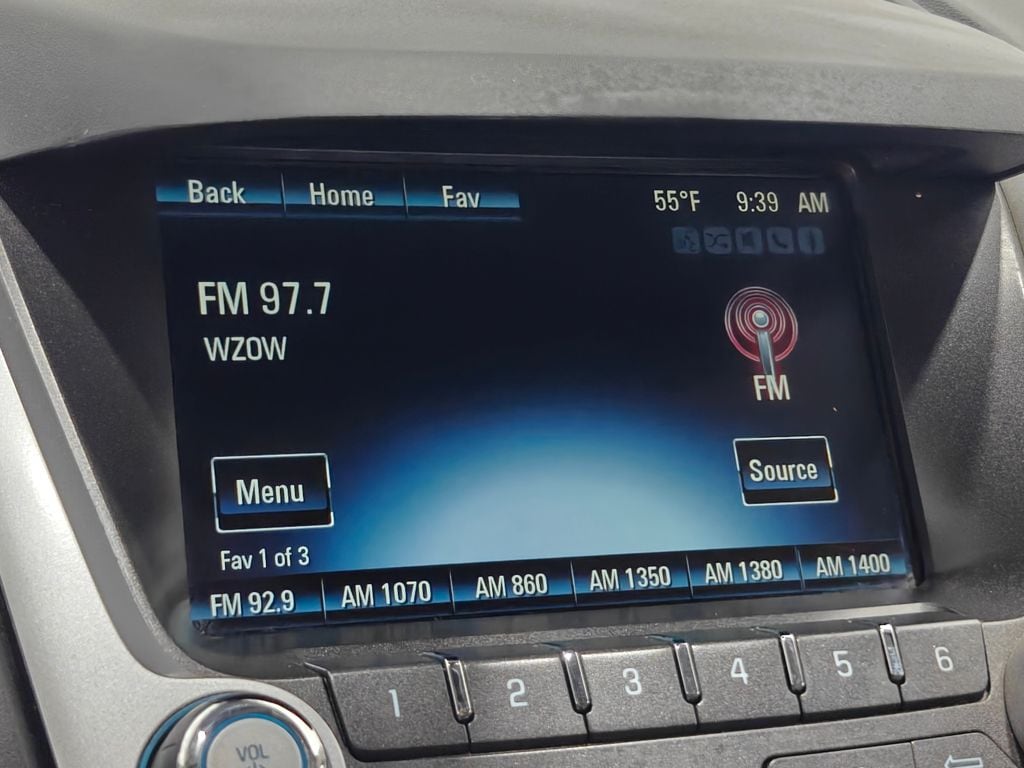 Back Home Fav 55°F 9:39 AM
FM 97.7
WZOW
FM
Menu Source
Fav 1 of 3
FM 92.9 AM 1070 AM 860 AM 1350 AM 1380 AM 1400
1 2 3 4 5 6
VOL